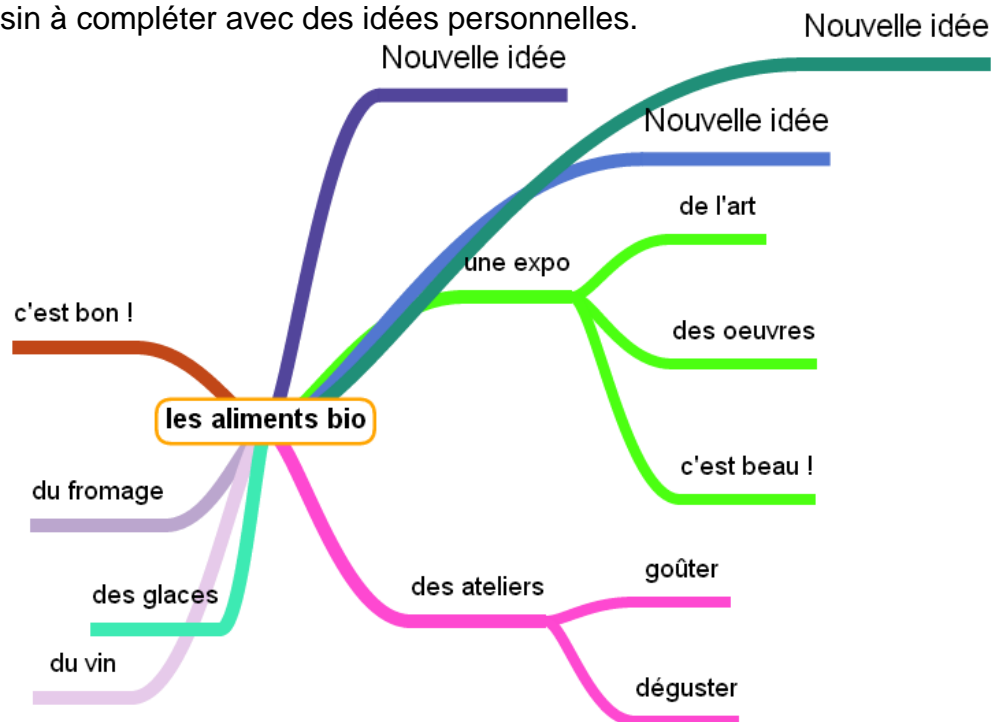 sin à compléter avec des idées personnelles.
Nouvelle idée
Nouvelle idée
Nouvelle idée
de l'art
une expo
c'est bon !
des oeuvres
les aliments bio
c'est beau !
du fromage
goûter
des ateliers
des glaces
du vin
déguster